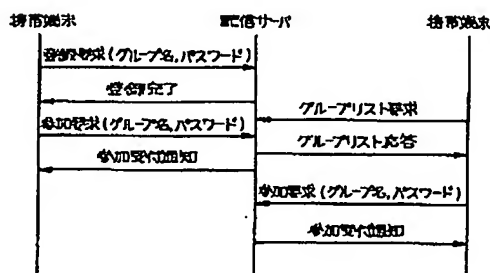 携帯端末
配信サーバ
携帯端末
登録要求(グループ名,パスワード)
登録完了
グループリスト要求
参加要求(グループ名,パスワード)
グループリスト応答
参加受付通知
参加要求(グループ名,パスワード)
参加受付通知